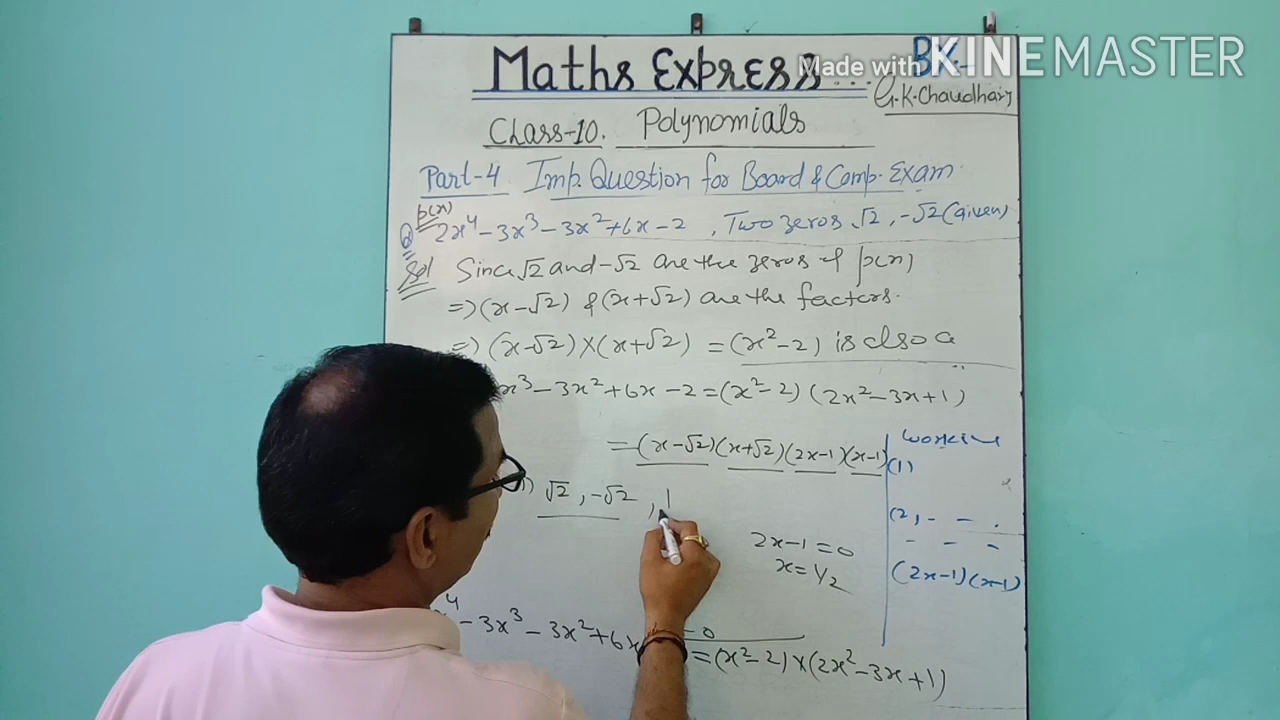 Made with KINEMASTER
Maths Express...
BY-
G.K.Chaudhary
Class-10. Polynomials
Part-4 Imp. Question for Board & Comp. Exam
p(x)
Q 2x⁴-3x³-3x²+6x-2, Two zeros √2, -√2 (given)
Sol Since √2 and -√2 are the zeros of p(x)
=> (x-√2) & (x+√2) are the factors.
=> (x-√2)×(x+√2) = (x²-2) is also a
x³-3x²+6x-2 = (x²-2)(2x²-3x+1)
= (x-√2)(x+√2)(2x-1)(x-1)
√2, -√2, 1
2x-1=0
x=1/2
(1)
(2, - - .
- - -
(2x-1)(x-1)
4-3x³-3x²+6x
-0
=(x²-2)×(2x²-3x+1)